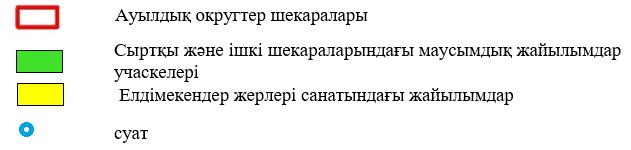 Ауылдық округтер шекаралары
Сыртқы және ішкі шекараларындағы маусымдық жайылымдар
учаскелері
Елдімекендер жерлері санатындағы жайылымдар
суат